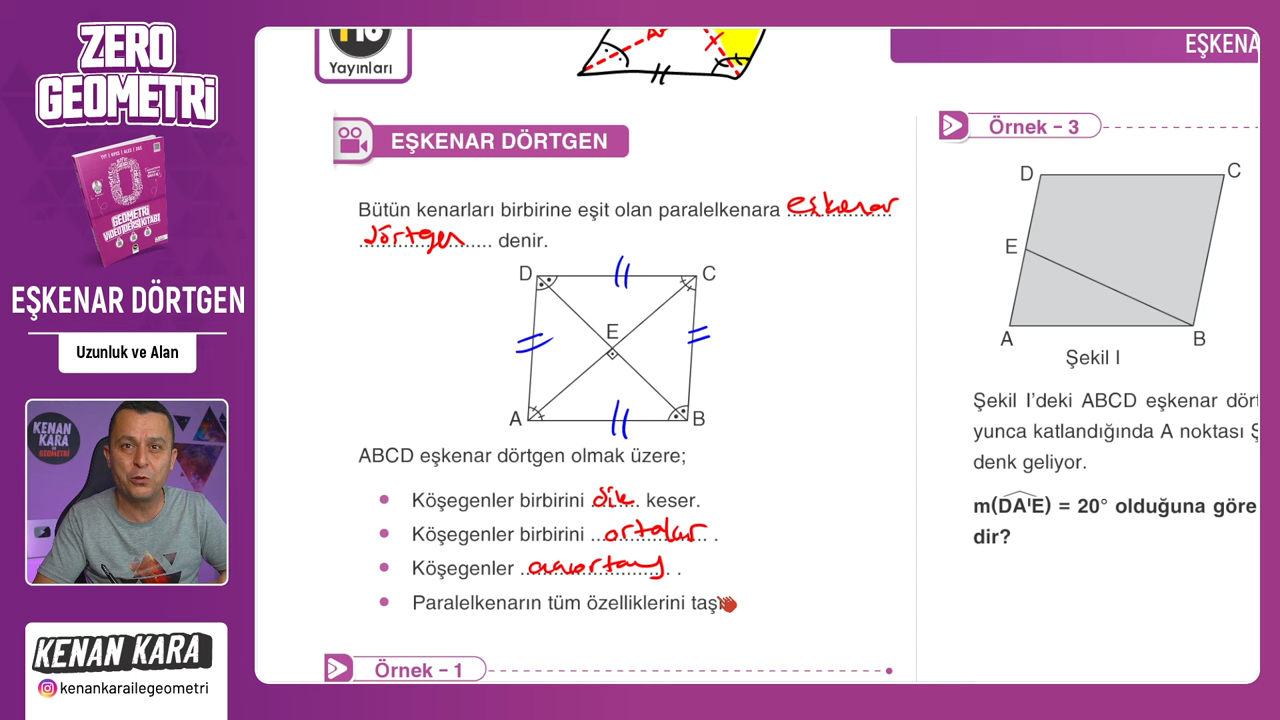 ZERO
GEOMETRİ
GEOMETRİ
VİDEO DERS KİTABI
EŞKENAR DÖRTGEN
Uzunluk ve Alan
KENAN
KARA
GEOMETRİ
KENAN KARA
kenankarailegeometri
Yayınları
EŞKENAR DÖRTGEN
Bütün kenarları birbirine eşit olan paralelkenara eşkenar
dörtgen denir.
D C
E
A B
ABCD eşkenar dörtgen olmak üzere;
• Köşegenler birbirini dik keser.
• Köşegenler birbirini ortalar .
• Köşegenler açıortay .
• Paralelkenarın tüm özelliklerini taşı
Örnek – 1
EŞKENA
Örnek – 3
D C
E
A B
Şekil I
Şekil I'deki ABCD eşkenar dört
yunca katlandığında A noktası Ş
denk geliyor.
m(DAᴵE) = 20° olduğuna göre
dir?